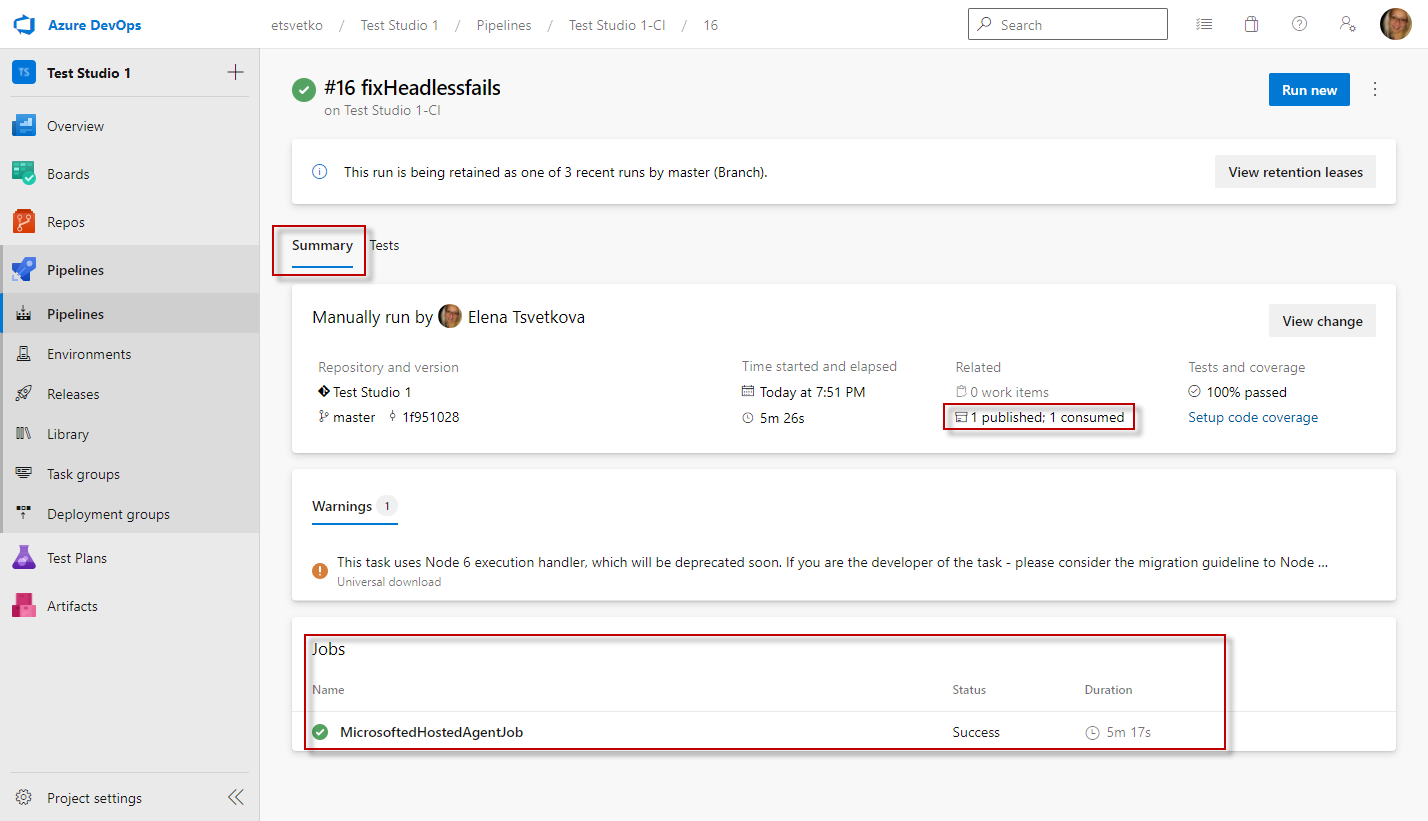 Azure DevOps
etsvetko / Test Studio 1 / Pipelines / Test Studio 1-CI / 16
Search
TS Test Studio 1
Overview
Boards
Repos
Pipelines
Pipelines
Environments
Releases
Library
Task groups
Deployment groups
Test Plans
Artifacts
Project settings
#16 fixHeadlessfails
on Test Studio 1-CI
Run new
This run is being retained as one of 3 recent runs by master (Branch).
View retention leases
Summary Tests
Manually run by Elena Tsvetkova
View change
Repository and version
Test Studio 1
master 1f951028
Time started and elapsed
Today at 7:51 PM
5m 26s
Related
0 work items
1 published; 1 consumed
Tests and coverage
100% passed
Setup code coverage
Warnings 1
This task uses Node 6 execution handler, which will be deprecated soon. If you are the developer of the task - please consider the migration guideline to Node ...
Universal download
Jobs
Name Status Duration
MicrosoftedHostedAgentJob Success 5m 17s